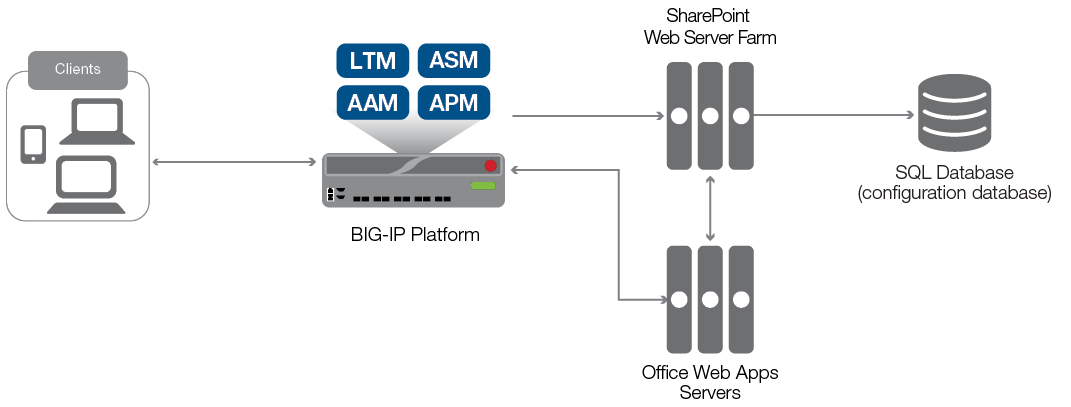 Clients
LTM
ASM
AAM
APM
BIG-IP Platform
SharePoint
Web Server Farm
SQL Database
(configuration database)
Office Web Apps
Servers